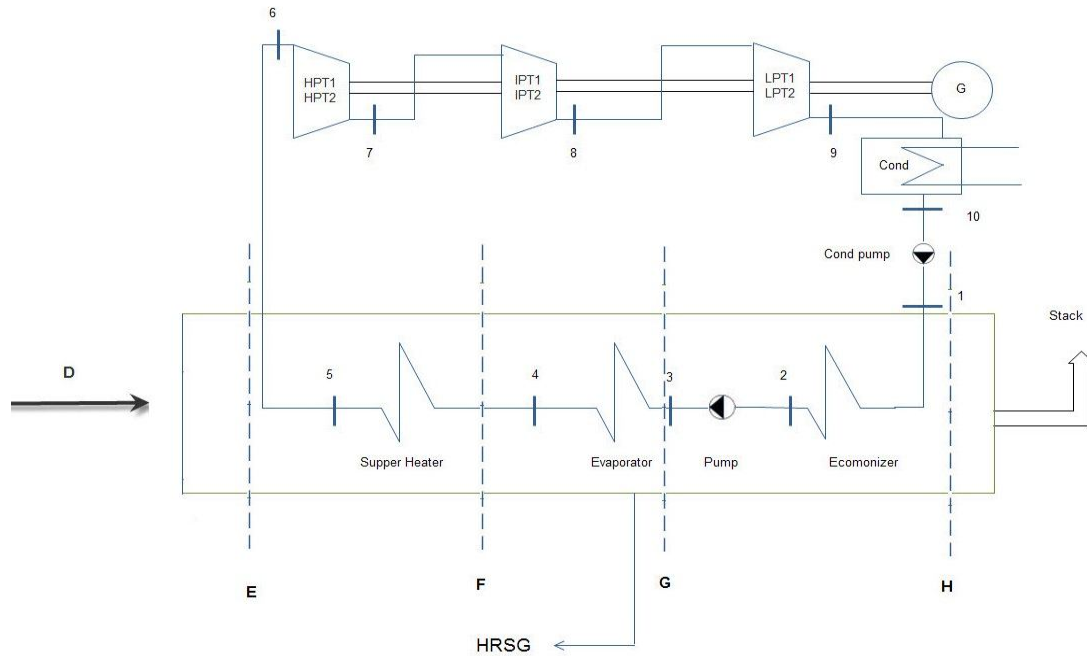 6
HPT1
HPT2
IPT1
IPT2
LPT1
LPT2
G
7
8
9
Cond
10
Cond pump
1
Stack
D
5
4
3
2
Supper Heater
Evaporator
Pump
Ecomonizer
E
F
G
H
HRSG